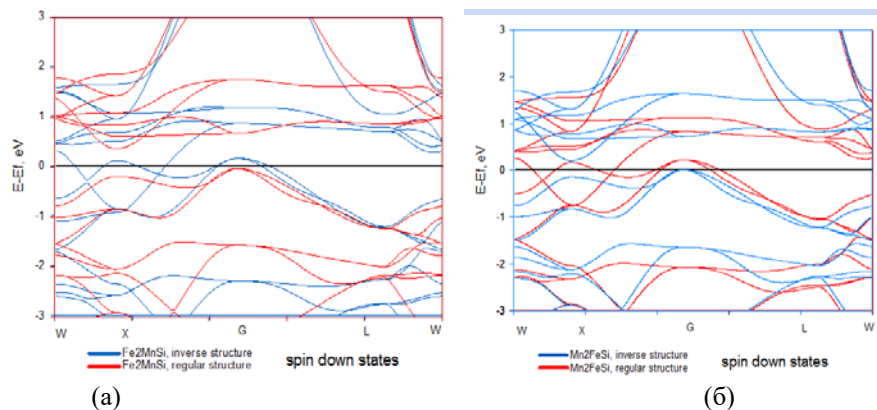 3
2
1
0
-1
-2
-3
E-Ef, eV
W X G L W
Fe2MnSi, inverse structure
Fe2MnSi, regular structure
spin down states
(а)
3
2
1
0
-1
-2
-3
E-Ef, eV
W X G L W
Mn2FeSi, inverse structure
Mn2FeSi, regular structure
spin down states
(б)